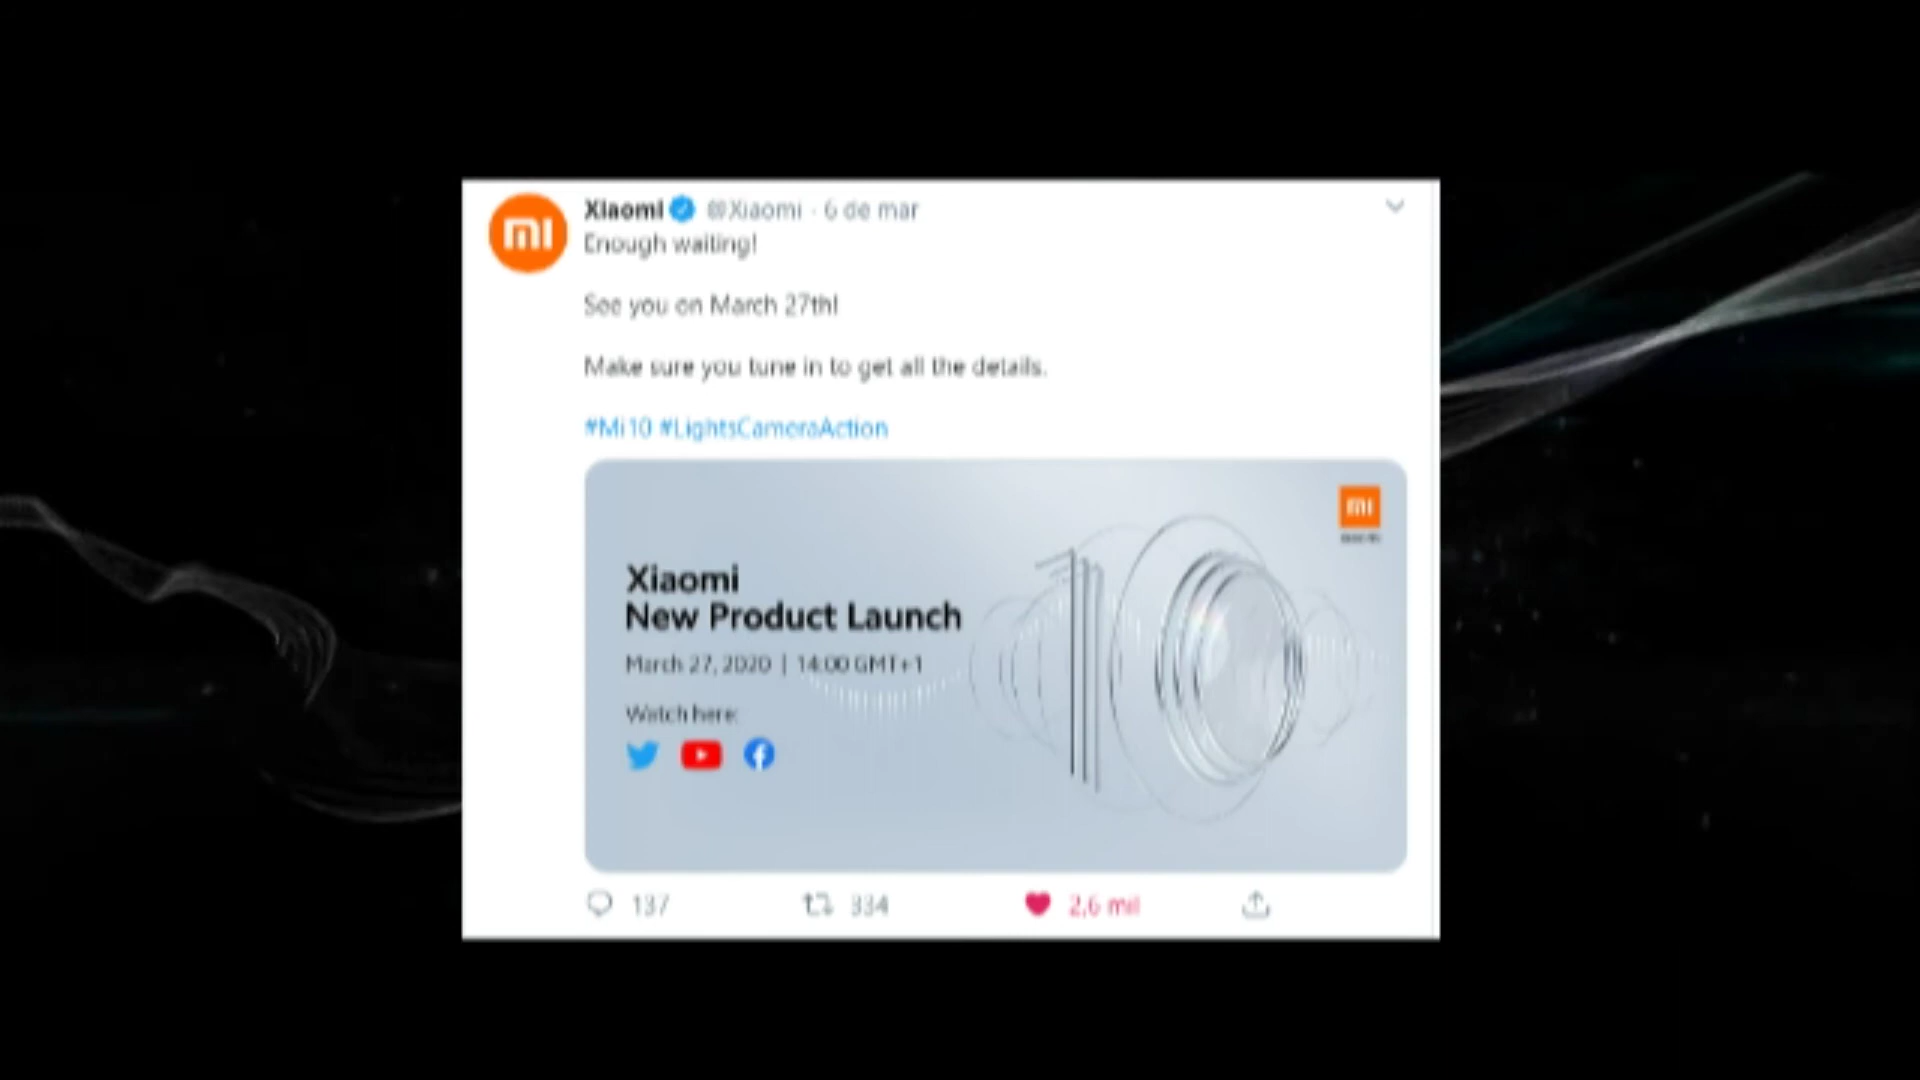 mi
Xiaomi @Xiaomi · 6 de mar
Enough waiting!
See you on March 27th!
Make sure you tune in to get all the details.
#Mi10 #LightsCameraAction
mi
Xiaomi
New Product Launch
March 27, 2020 | 14:00 GMT+1
Watch here:
137 334 2,6 mil